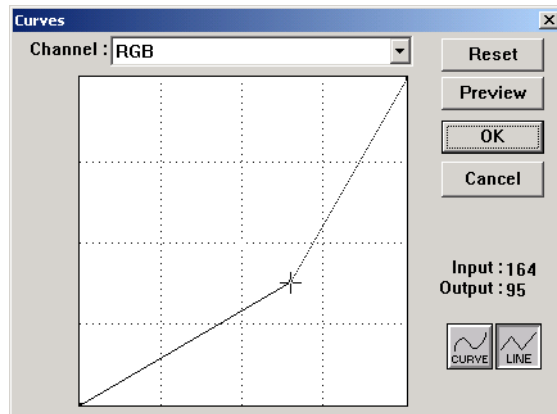 Curves
Channel : RGB
Reset
Preview
OK
Cancel
Input : 164
Output : 95
CURVE
LINE